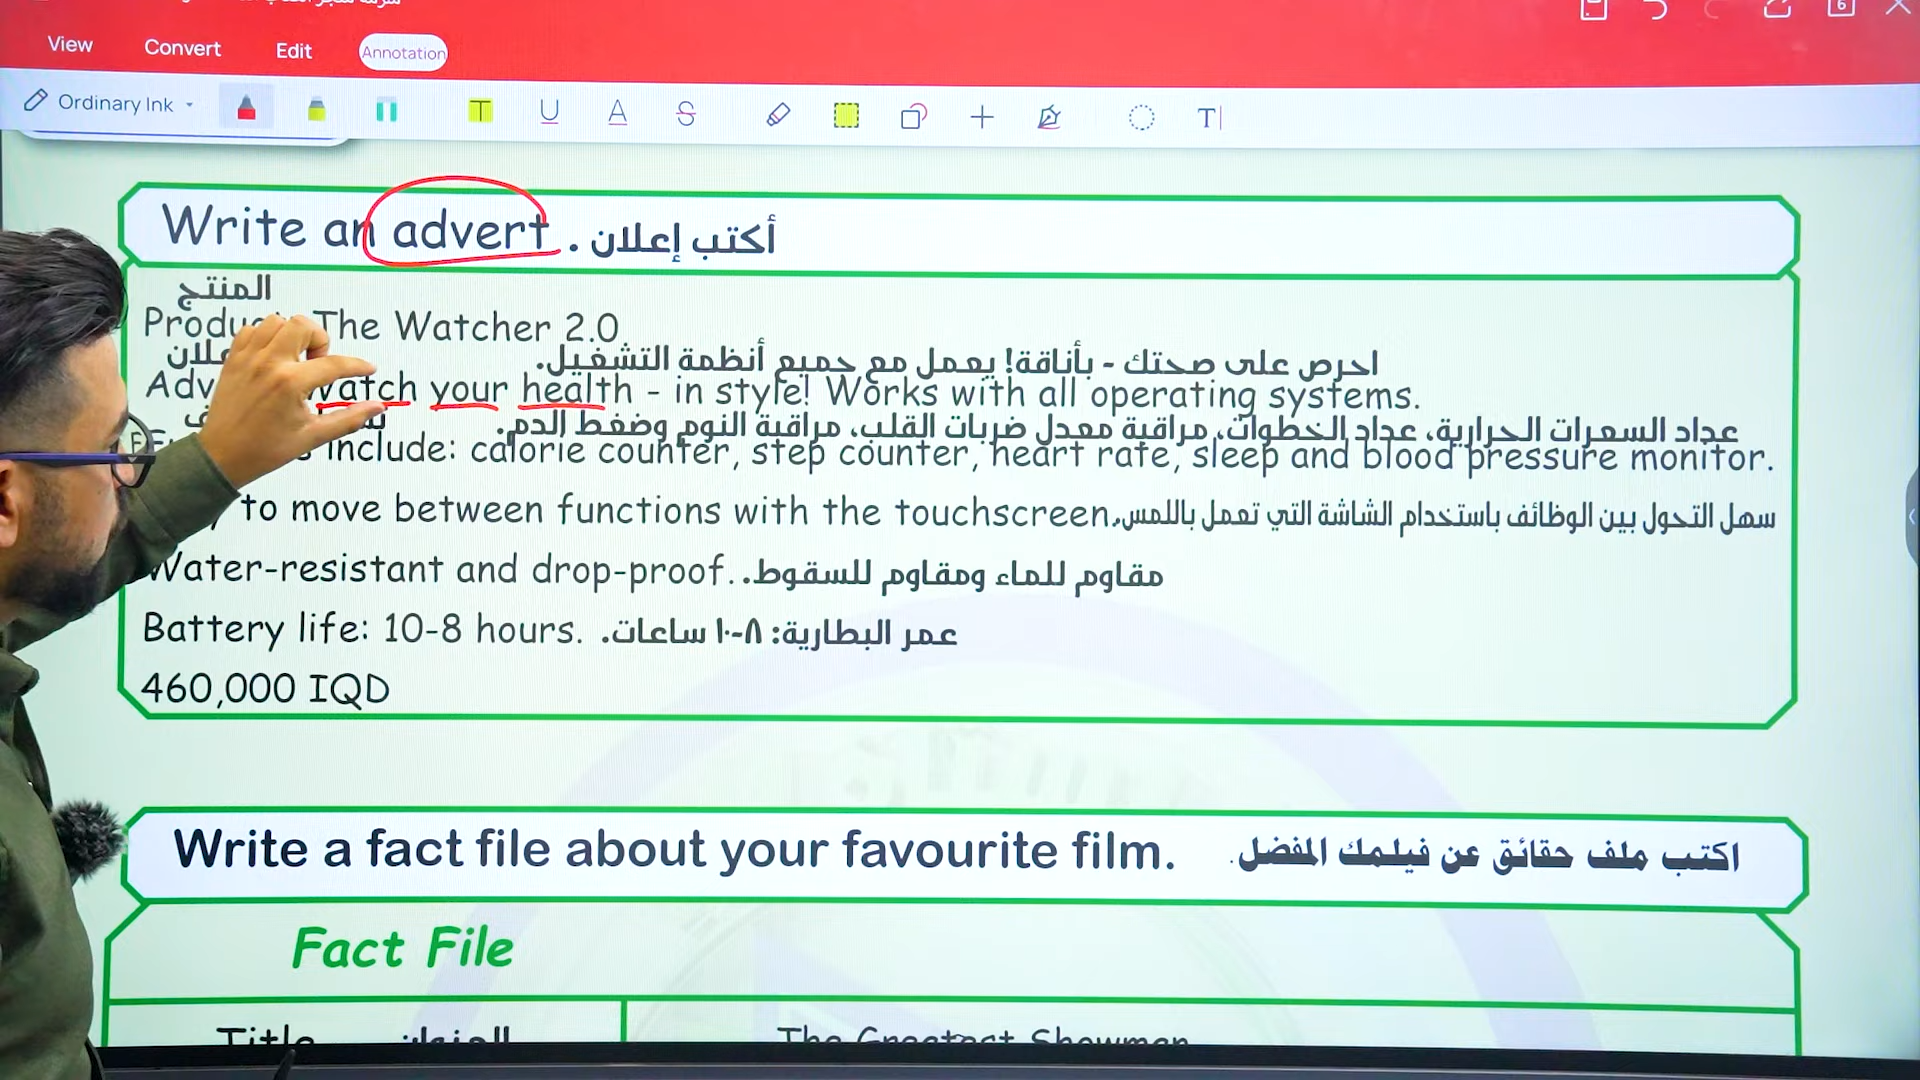 View Convert Edit Annotation
Ordinary Ink
Write an advert . أكتب إعلان
المنتج
The Watcher 2.0
احرص على صحتك - بأناقة! يعمل مع جميع أنظمة التشغيل.
watch your health - in style! Works with all operating systems.
عداد السعرات الحرارية، عداد الخطوات، مراقبة معدل ضربات القلب، مراقبة النوم وضغط الدم.
include: calorie counter, step counter, heart rate, sleep and blood pressure monitor.
to move between functions with the touchscreen. سهل التحول بين الوظائف باستخدام الشاشة التي تعمل باللمس.
Water-resistant and drop-proof. مقاوم للماء ومقاوم للسقوط.
Battery life: 10-8 hours. عمر البطارية: ٨-١٠ ساعات.
460,000 IQD
Write a fact file about your favourite film. اكتب ملف حقائق عن فيلمك المفضل.
Fact File
Title العنوان The Greatest Showman